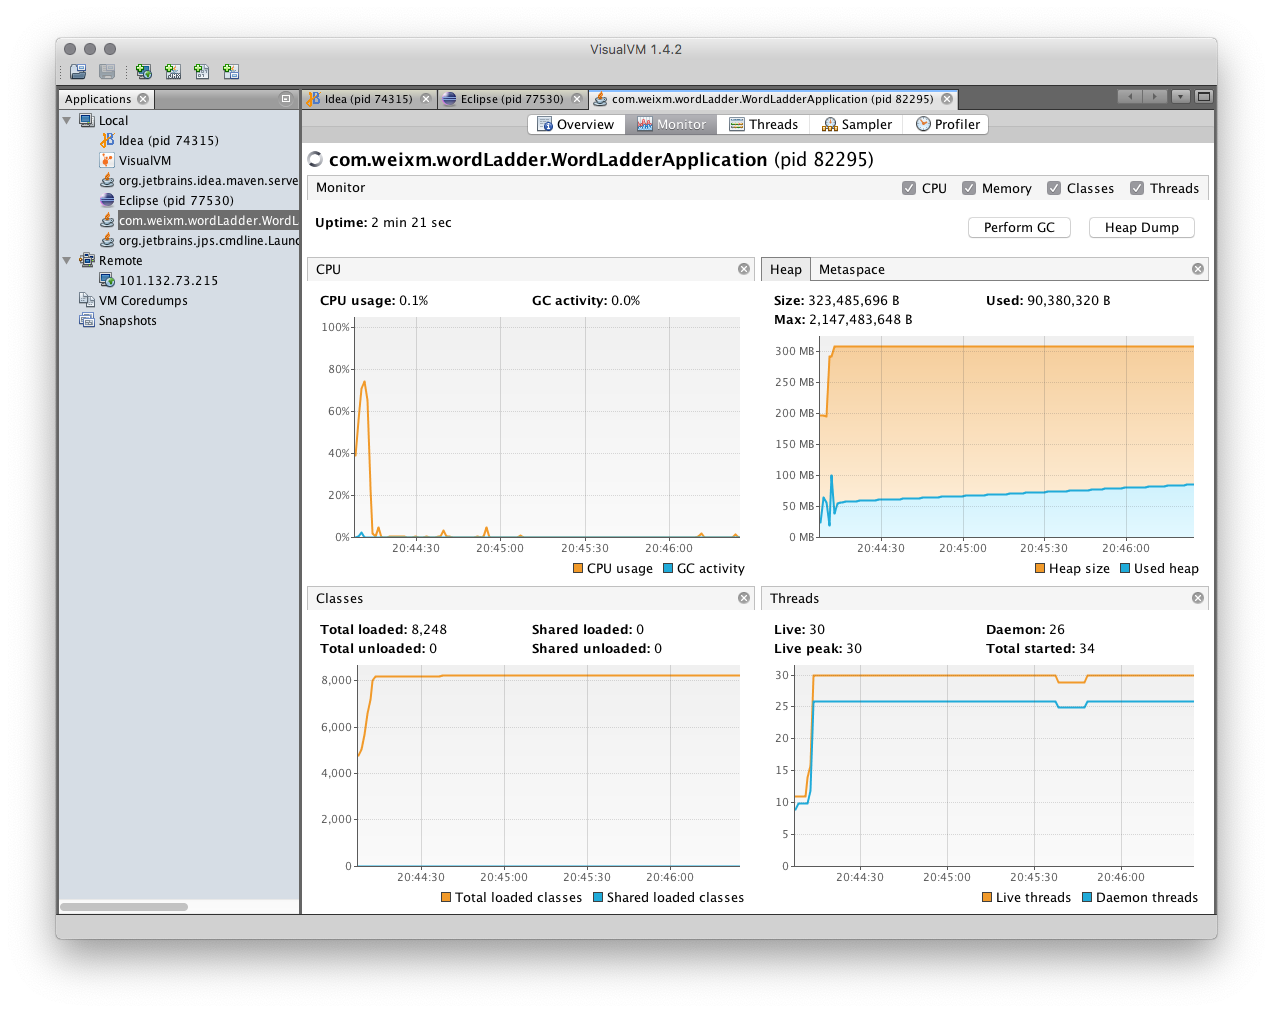 VisualVM 1.4.2
Applications
Idea (pid 74315)
Eclipse (pid 77530)
com.weixm.wordLadder.WordLadderApplication (pid 82295)
Local
Idea (pid 74315)
VisualVM
org.jetbrains.idea.maven.serve
Eclipse (pid 77530)
com.weixm.wordLadder.WordL
org.jetbrains.jps.cmdline.Launc
Remote
101.132.73.215
VM Coredumps
Snapshots
Overview
Monitor
Threads
Sampler
Profiler
com.weixm.wordLadder.WordLadderApplication (pid 82295)
Monitor
CPU
Memory
Classes
Threads
Uptime: 2 min 21 sec
Perform GC
Heap Dump
CPU
CPU usage: 0.1%
GC activity: 0.0%
100%
80%
60%
40%
20%
0%
20:44:30
20:45:00
20:45:30
20:46:00
CPU usage
GC activity
Heap
Metaspace
Size: 323,485,696 B
Used: 90,380,320 B
Max: 2,147,483,648 B
300 MB
250 MB
200 MB
150 MB
100 MB
50 MB
0 MB
20:44:30
20:45:00
20:45:30
20:46:00
Heap size
Used heap
Classes
Total loaded: 8,248
Shared loaded: 0
Total unloaded: 0
Shared unloaded: 0
8,000
6,000
4,000
2,000
0
20:44:30
20:45:00
20:45:30
20:46:00
Total loaded classes
Shared loaded classes
Threads
Live: 30
Daemon: 26
Live peak: 30
Total started: 34
30
25
20
15
10
5
0
20:44:30
20:45:00
20:45:30
20:46:00
Live threads
Daemon threads